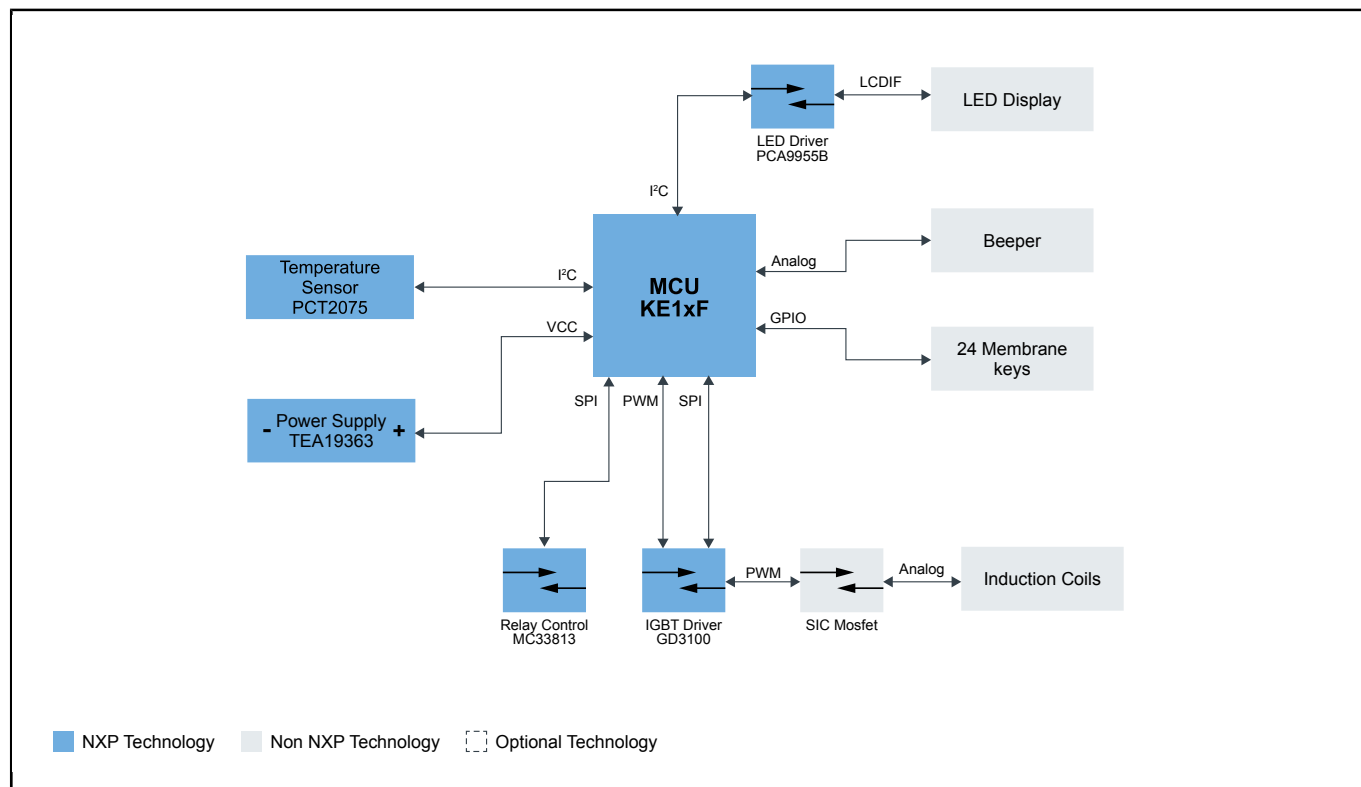 LCDIF
LED Display
LED Driver
PCA9955B
I²C
Beeper
Analog
Temperature
Sensor
PCT2075
I²C
MCU
KE1xF
GPIO
VCC
24 Membrane
keys
- Power Supply +
TEA19363
SPI
PWM
SPI
PWM
Analog
Induction Coils
Relay Control
MC33813
IGBT Driver
GD3100
SIC Mosfet
NXP Technology
Non NXP Technology
Optional Technology